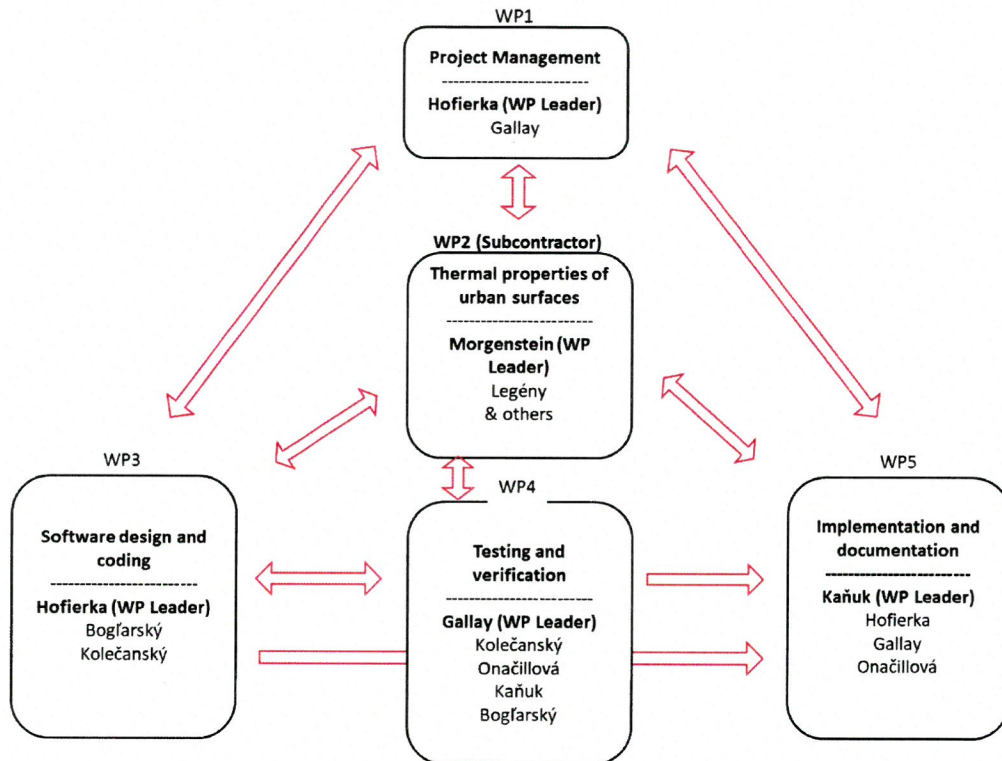 WP1
Project Management
----------------------------
Hofierka (WP Leader)
Gallay
WP2 (Subcontractor)
Thermal properties of
urban surfaces
-----------------------------
Morgenstein (WP
Leader)
Legény
& others
WP3
Software design and
coding
-----------------------------
Hofierka (WP Leader)
Bogľarský
Kolečanský
WP4
Testing and
verification
-----------------------------
Gallay (WP Leader)
Kolečanský
Onačillová
Kaňuk
Bogľarský
WP5
Implementation and
documentation
----------------------------
Kaňuk (WP Leader)
Hofierka
Gallay
Onačillová